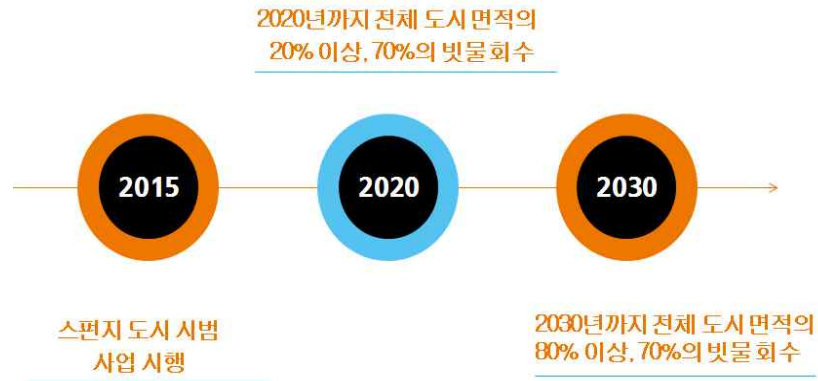 2020년까지 전체 도시 면적의
20% 이상, 70%의 빗물회수
2015
2020
2030
스펀지 도시 시범
사업 시행
2030년까지 전체 도시 면적의
80% 이상, 70%의 빗물 회수